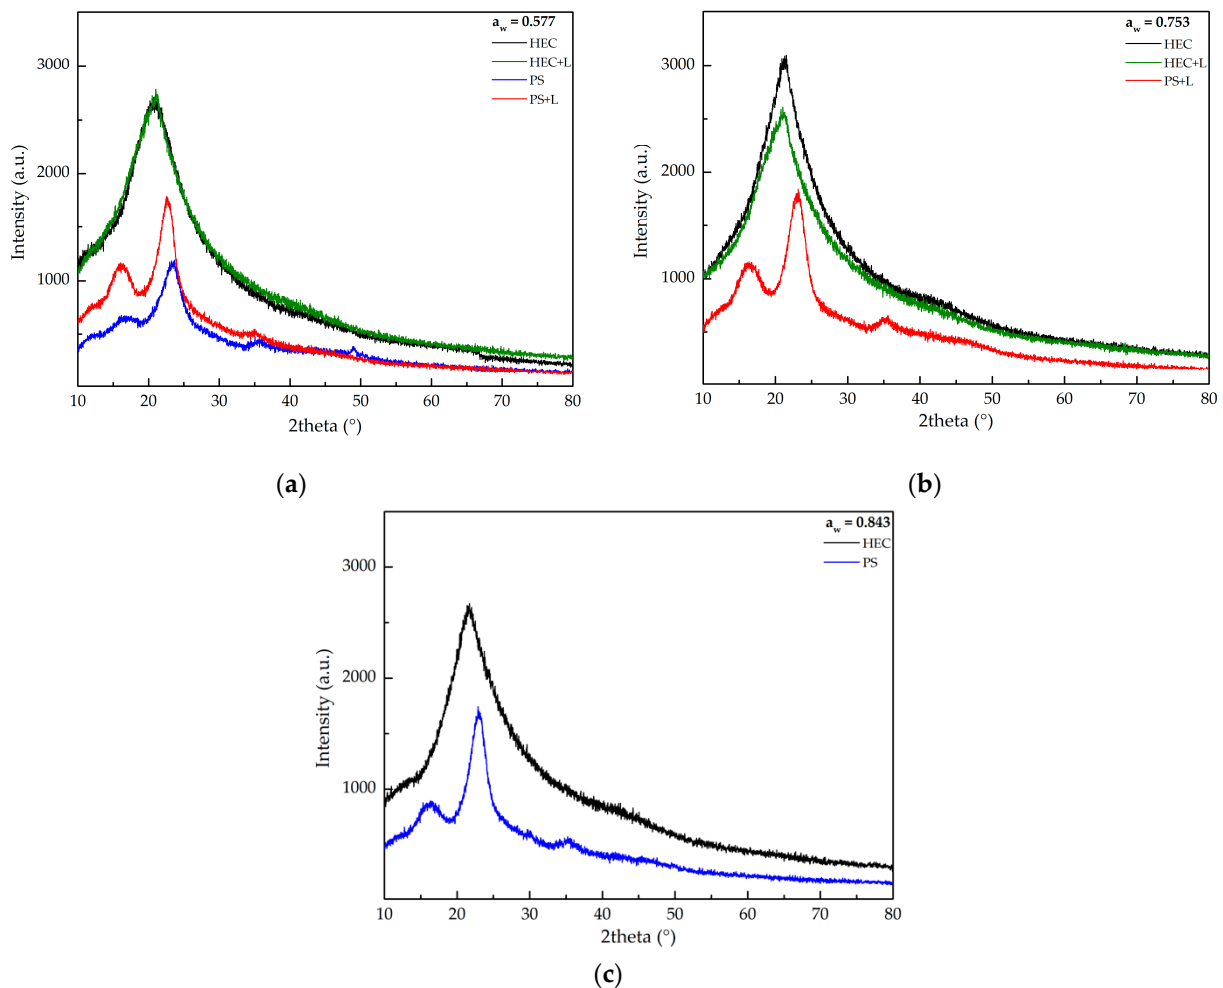 a_w = 0.577
HEC
HEC+L
PS
PS+L
3000
2000
1000
Intensity (a.u.)
10 20 30 40 50 60 70 80
2theta (°)
(a)
a_w = 0.753
HEC
HEC+L
PS+L
3000
2000
1000
Intensity (a.u.)
10 20 30 40 50 60 70 80
2theta (°)
(b)
a_w = 0.843
HEC
PS
3000
2000
1000
Intensity (a.u.)
10 20 30 40 50 60 70 80
2theta (°)
(c)